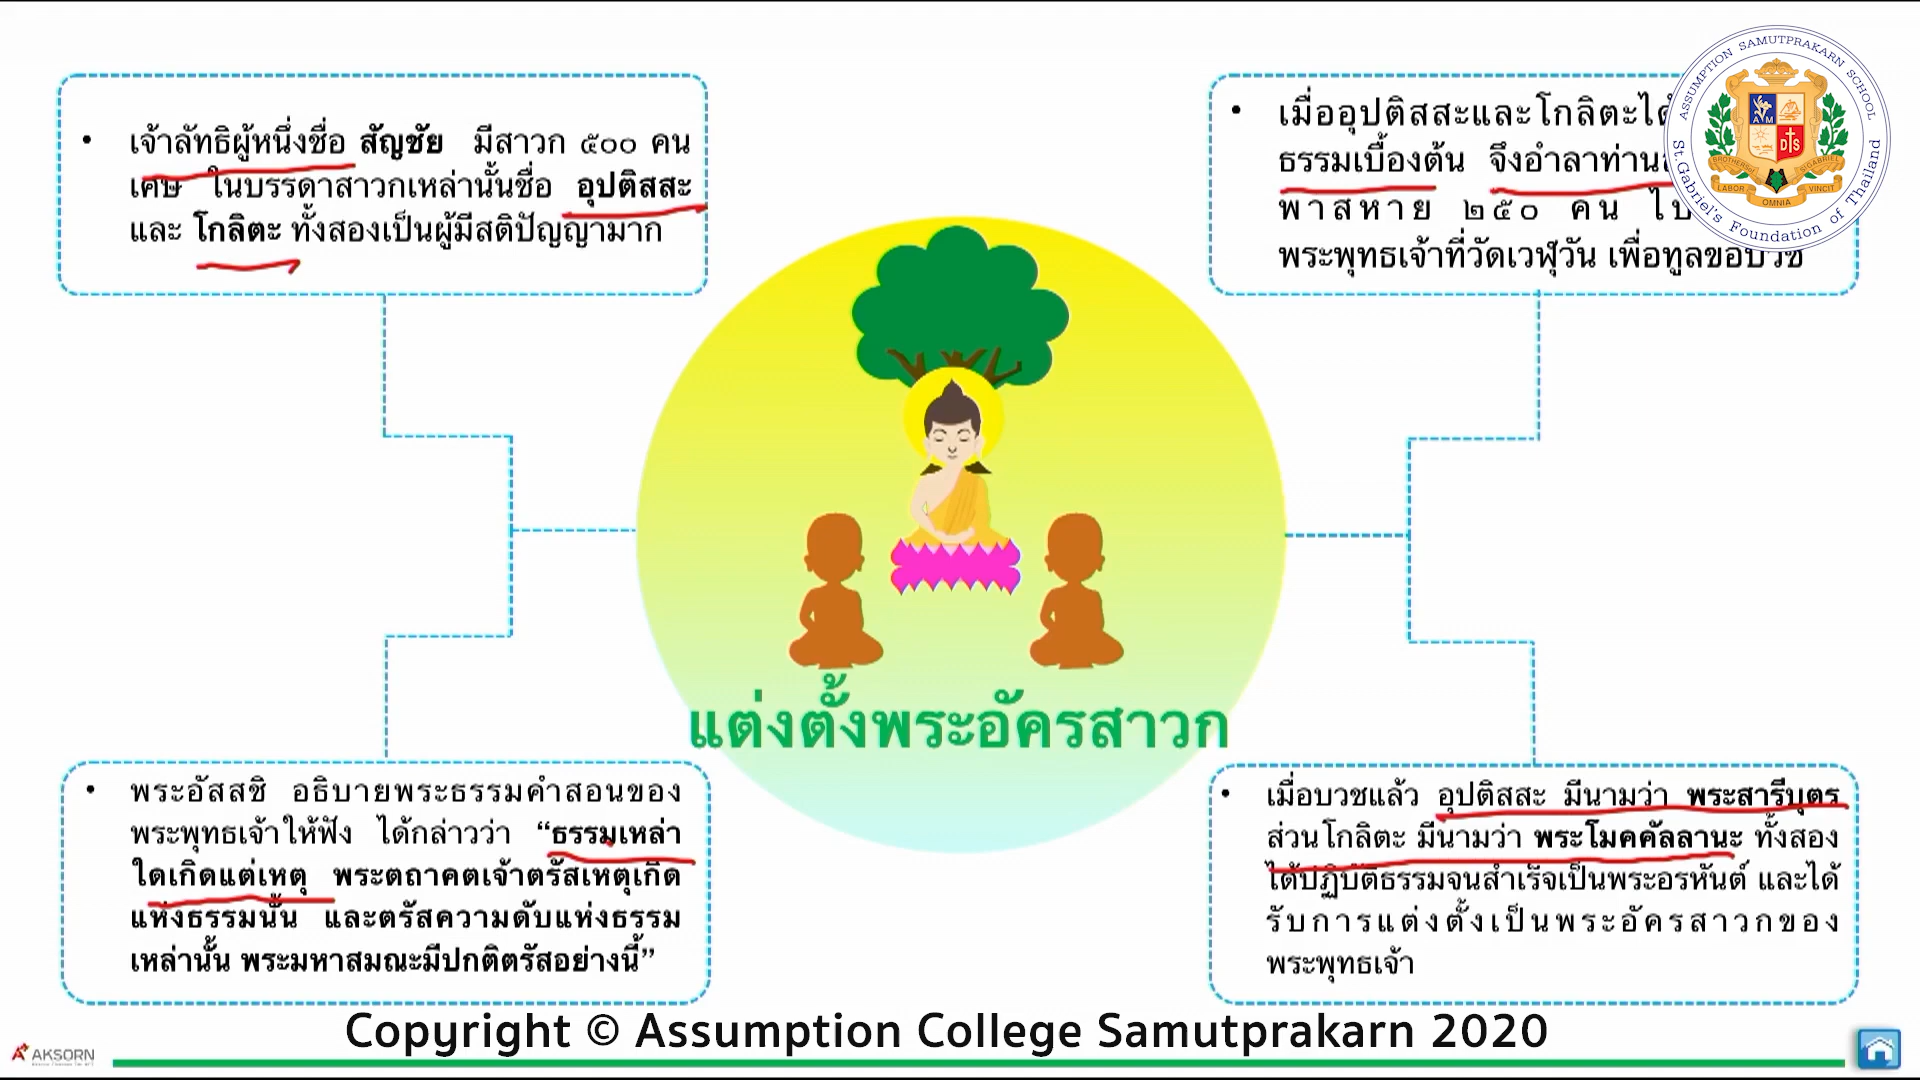 เจ้าลัทธิผู้หนึ่งชื่อ สัญชัย มีสาวก ๕๐๐ คน
เศษ ในบรรดาสาวกเหล่านั้นชื่อ อุปติสสะ
และ โกลิตะ ทั้งสองเป็นผู้มีสติปัญญามาก
เมื่ออุปติสสะและโกลิตะได้
ธรรมเบื้องต้น จึงอำลาท่าน
พาสหาย ๒๕๐ คน ไป
พระพุทธเจ้าที่วัดเวฬุวัน เพื่อทูลขอบวช
ASSUMPTION SAMUTPRAKARN SCHOOL
St.Gabriel's Foundation of Thailand
LABOR OMNIA VINCIT
แต่งตั้งพระอัครสาวก
พระอัสสชิ อธิบายพระธรรมคำสอนของ
พระพุทธเจ้าให้ฟัง ได้กล่าวว่า “ธรรมเหล่า
ใดเกิดแต่เหตุ พระตถาคตเจ้าตรัสเหตุเกิด
แห่งธรรมนั้น และตรัสความดับแห่งธรรม
เหล่านั้น พระมหาสมณะมีปกติตรัสอย่างนี้”
เมื่อบวชแล้ว อุปติสสะ มีนามว่า พระสารีบุตร
ส่วนโกลิตะ มีนามว่า พระโมคคัลลานะ ทั้งสอง
ได้ปฏิบัติธรรมจนสำเร็จเป็นพระอรหันต์ และได้
รับการแต่งตั้งเป็นพระอัครสาวกของ
พระพุทธเจ้า
Copyright © Assumption College Samutprakarn 2020
AKSORN